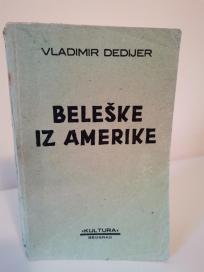 VLADIMIR DEDIJER
BELEŠKE
IZ AMERIKE
»KULTURA«
BEOGRAD